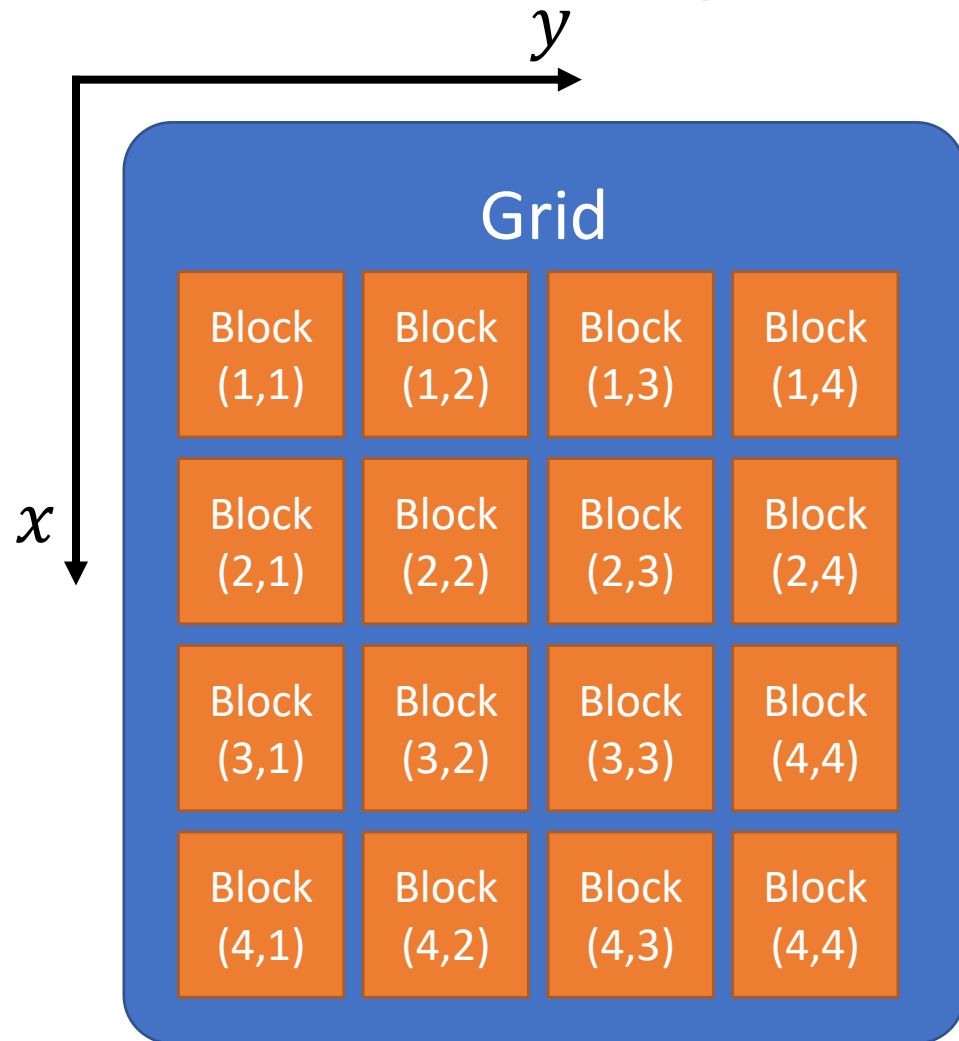 y
Grid
Block Block Block Block
(1,1) (1,2) (1,3) (1,4)
x
Block Block Block Block
(2,1) (2,2) (2,3) (2,4)
Block Block Block Block
(3,1) (3,2) (3,3) (4,4)
Block Block Block Block
(4,1) (4,2) (4,3) (4,4)